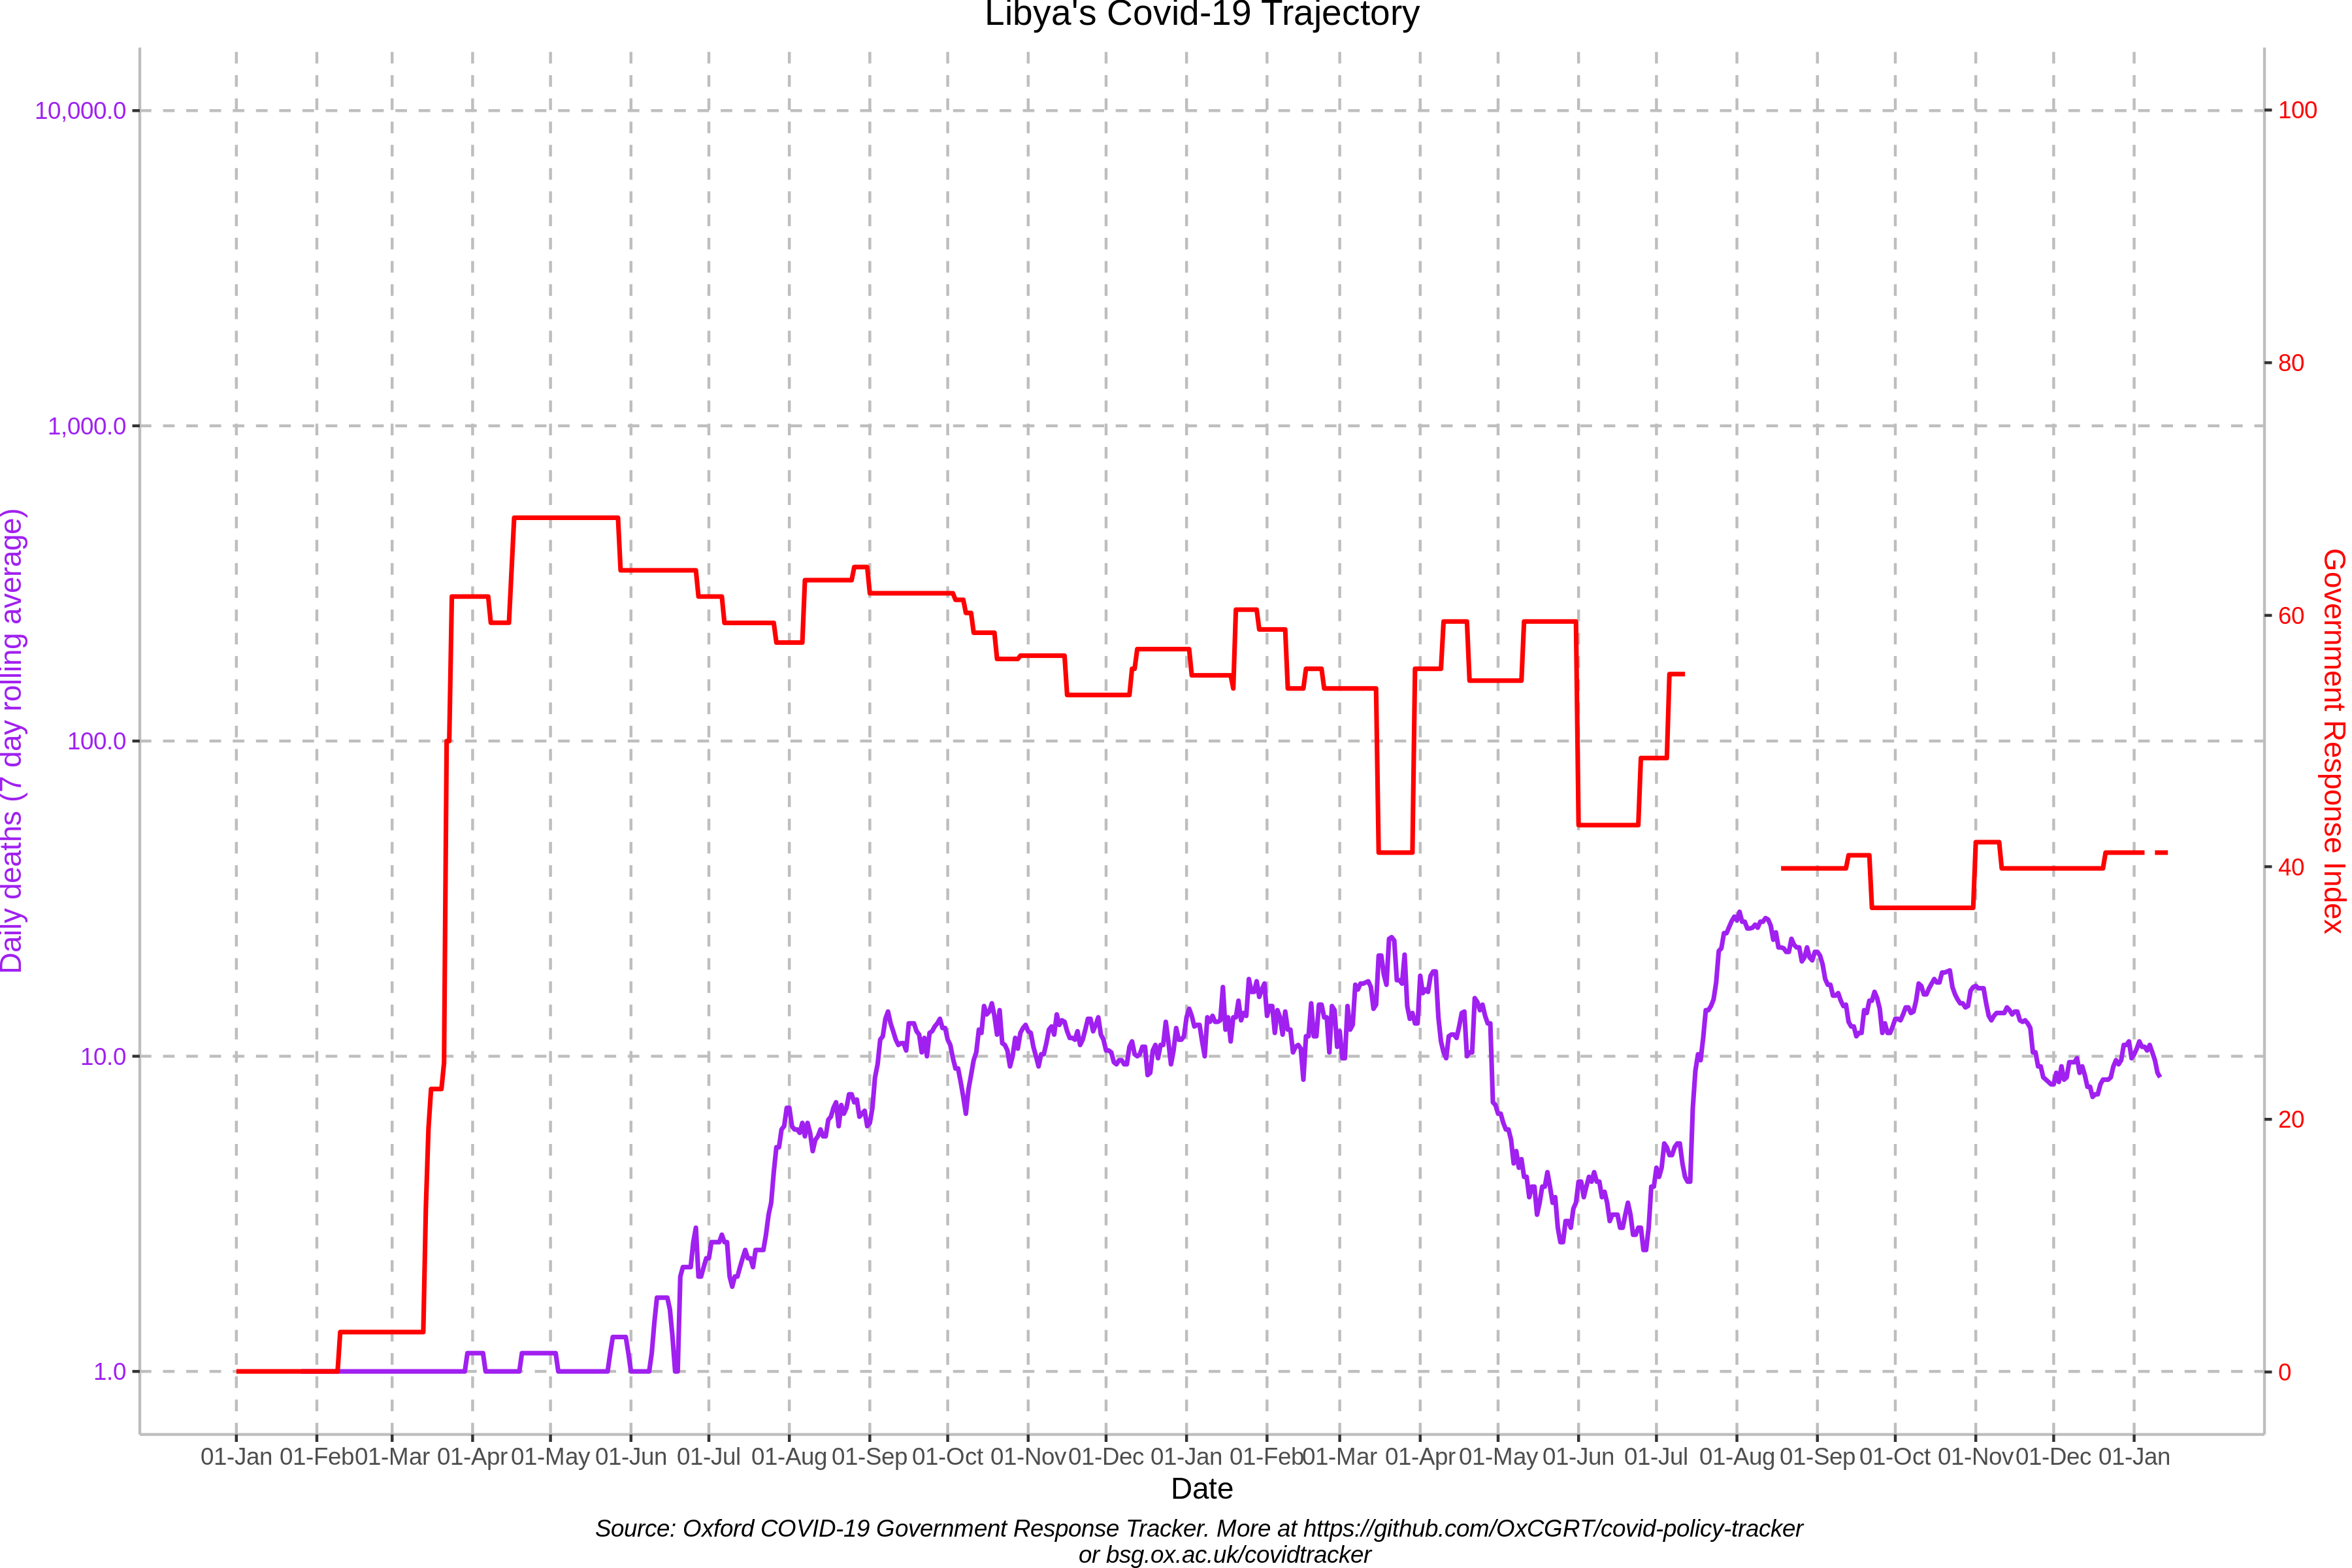 Libya's Covid-19 Trajectory
10,000.0
1,000.0
100.0
10.0
1.0
Daily deaths (7 day rolling average)
100
80
60
40
20
0
Government Response Index
01-Jan 01-Feb 01-Mar 01-Apr 01-May 01-Jun 01-Jul 01-Aug 01-Sep 01-Oct 01-Nov 01-Dec 01-Jan 01-Feb 01-Mar 01-Apr 01-May 01-Jun 01-Jul 01-Aug 01-Sep 01-Oct 01-Nov 01-Dec 01-Jan
Date
Source: Oxford COVID-19 Government Response Tracker. More at https://github.com/OxCGRT/covid-policy-tracker
or bsg.ox.ac.uk/covidtracker